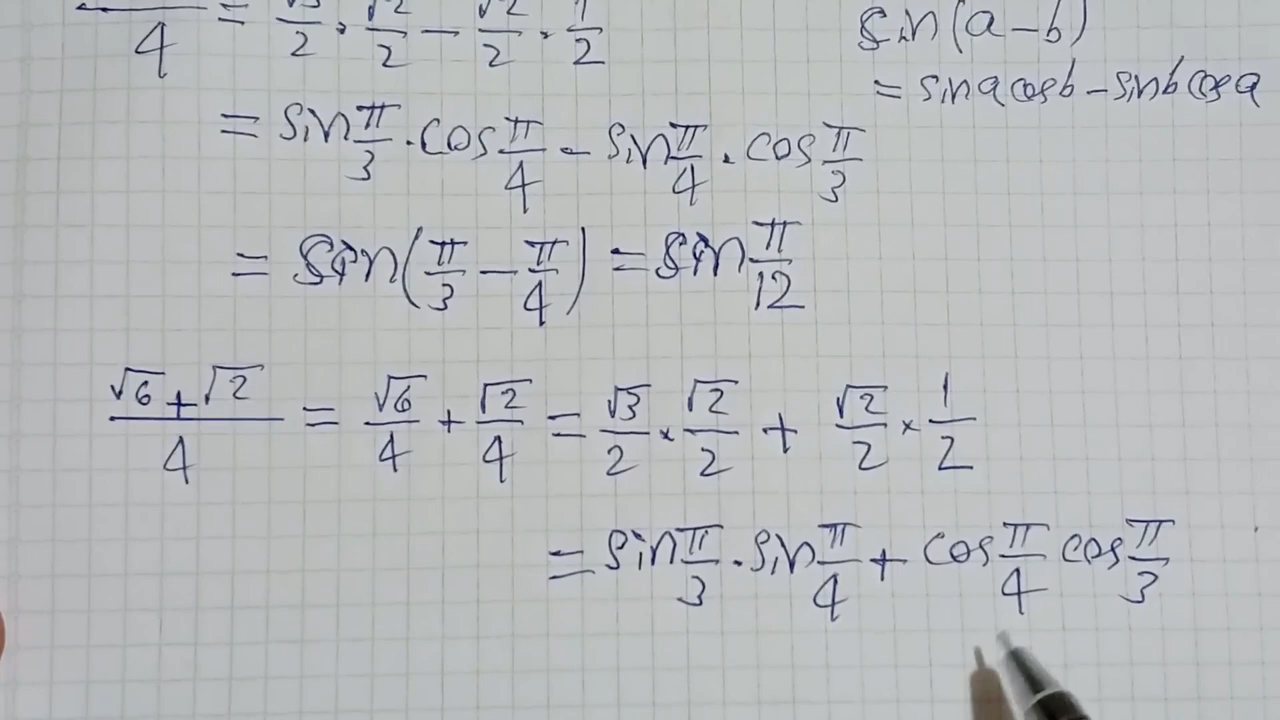 /4 = √3/2 · √2/2 − √2/2 · 1/2
sin(a−b)
= sina cosb − sinb cosa
= sin π/3 · cos π/4 − sin π/4 · cos π/3
= sin(π/3 − π/4) = sin π/12
(√6 + √2)/4 = √6/4 + √2/4 = √3/2 × √2/2 + √2/2 × 1/2
= sin π/3 · sin π/4 + cos π/4 cos π/3